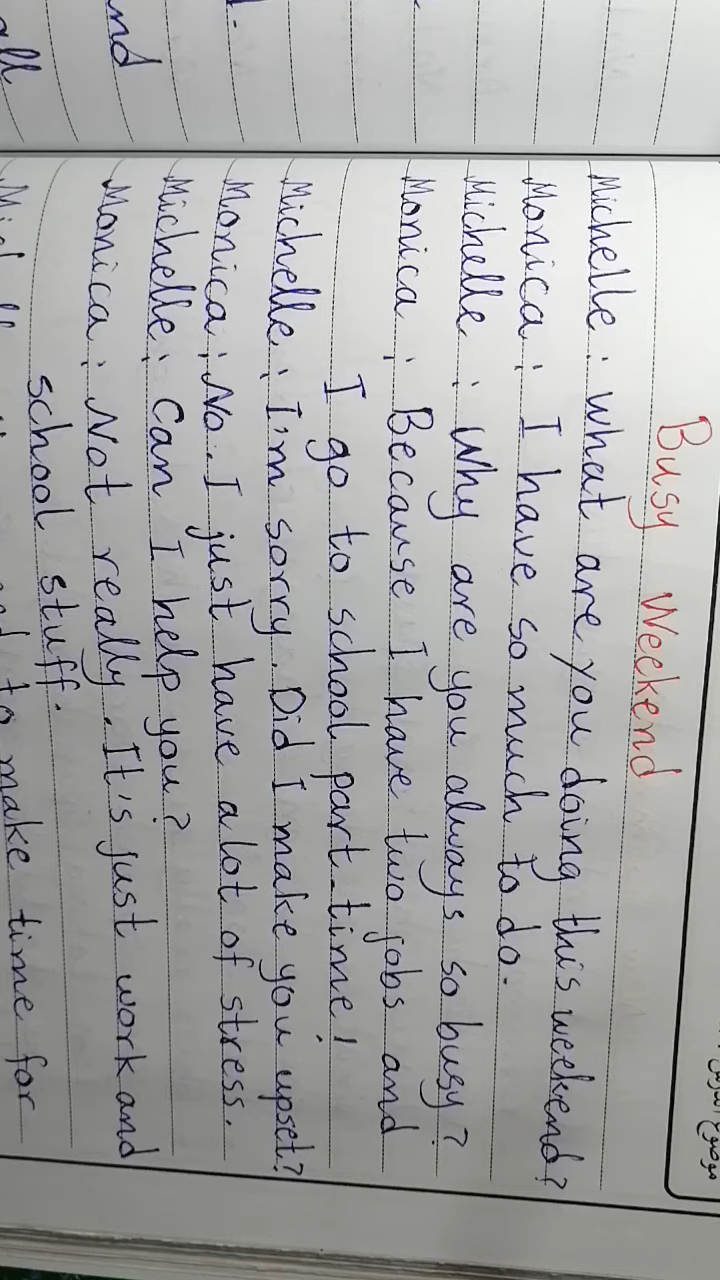 Busy Weekend
Michelle: What are you doing this weekend?
Monica: I have so much to do.
Michelle: Why are you always so busy?
Monica: Because I have two jobs and
I go to school part-time!
Michelle: I'm sorry. Did I make you upset?
Monica: No. I just have a lot of stress.
Michelle: Can I help you?
Monica: Not really. It's just work and
school stuff.
to make time for